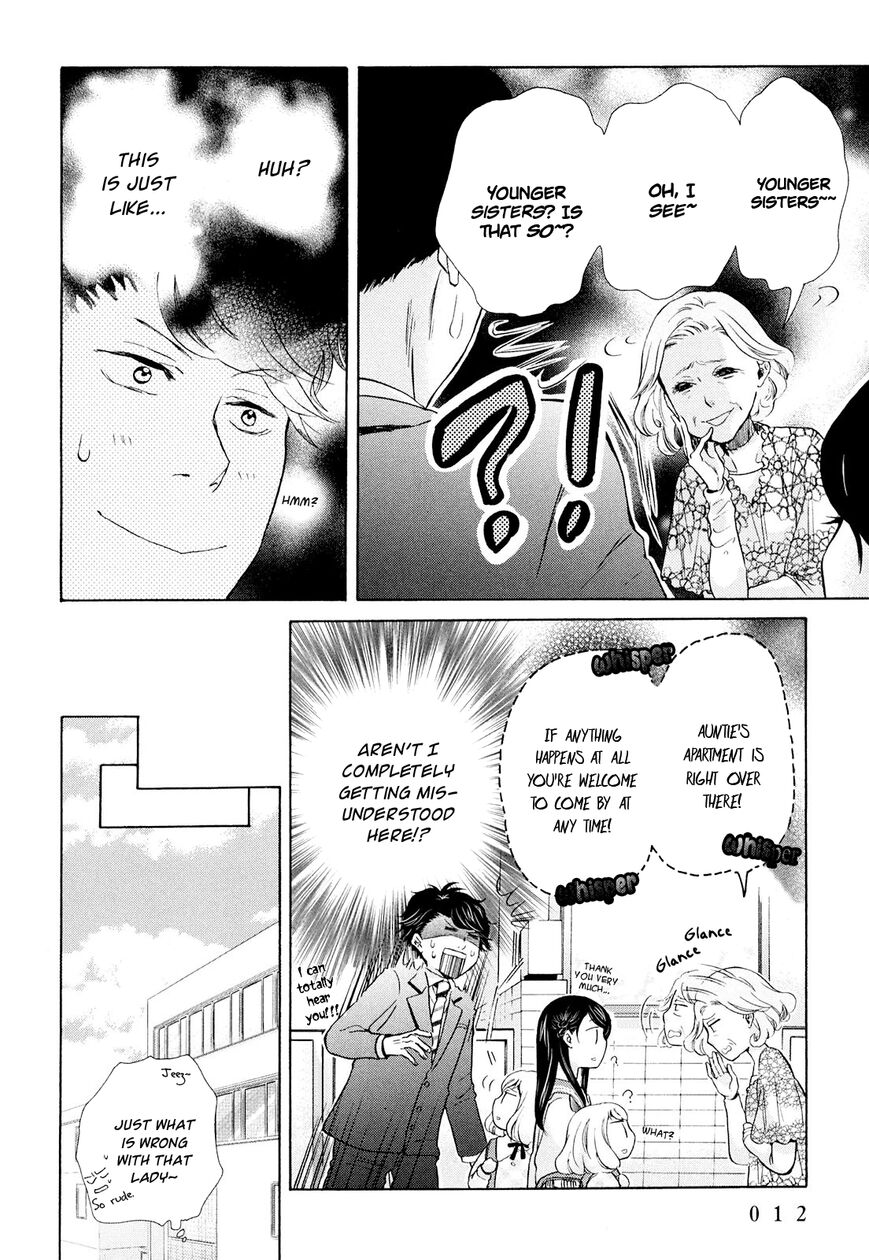 YOUNGER
SISTERS~~
OH, I
SEE~
YOUNGER
SISTERS? IS
THAT SO~?
?!
HUH?
THIS
IS JUST
LIKE...
HMM?
whisper
AUNTIE'S
APARTMENT IS
RIGHT OVER
THERE!
whisper
IF ANYTHING
HAPPENS AT ALL
YOU'RE WELCOME
TO COME BY AT
ANY TIME!
whisper
Glance
Glance
THANK
YOU VERY
MUCH...
?
WHAT?
?
AREN'T I
COMPLETELY
GETTING MIS-
UNDERSTOOD
HERE!?
I can
totally
hear
you!!!
Jeez~
JUST WHAT
IS WRONG
WITH THAT
LADY~
So rude.
012